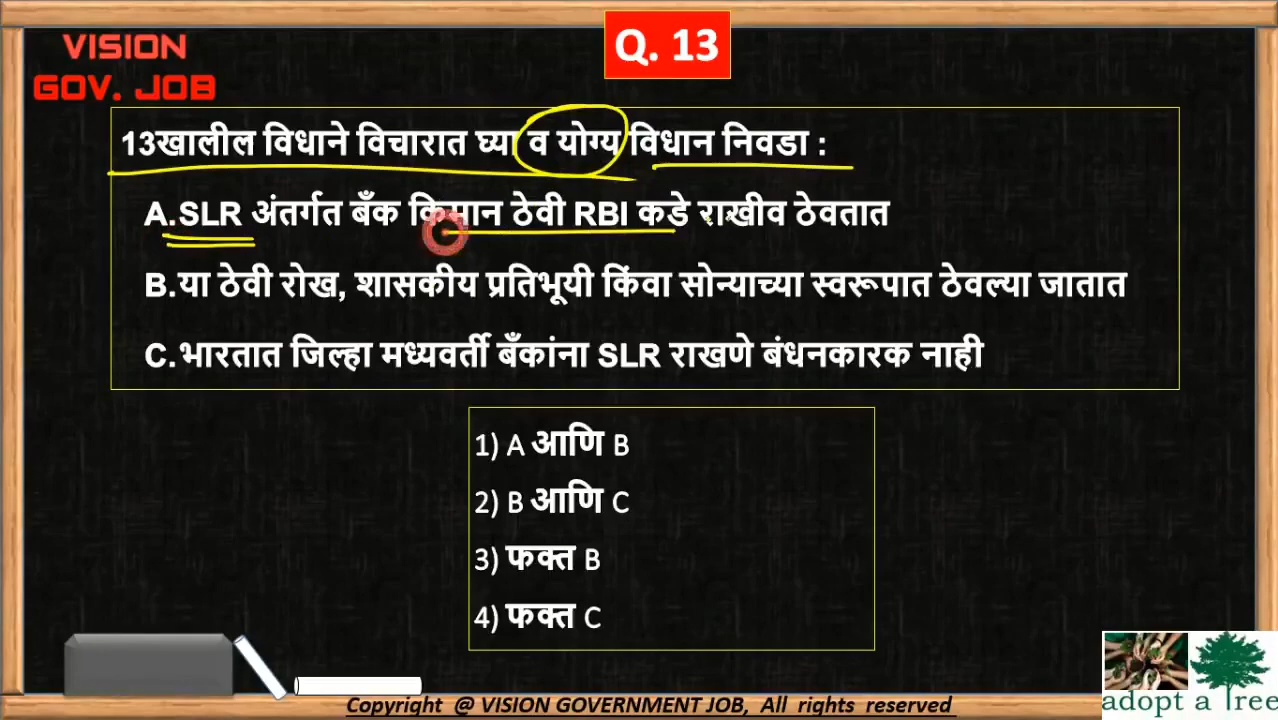 VISION
GOV. JOB
Q. 13
13खालील विधाने विचारात घ्या व योग्य विधान निवडा :
A.SLR अंतर्गत बँक किमान ठेवी RBI कडे राखीव ठेवतात
B.या ठेवी रोख, शासकीय प्रतिभूयी किंवा सोन्याच्या स्वरूपात ठेवल्या जातात
C.भारतात जिल्हा मध्यवर्ती बँकांना SLR राखणे बंधनकारक नाही
1) A आणि B
2) B आणि C
3) फक्त B
4) फक्त C
Copyright @ VISION GOVERNMENT JOB, All rights reserved
adopt a Tree